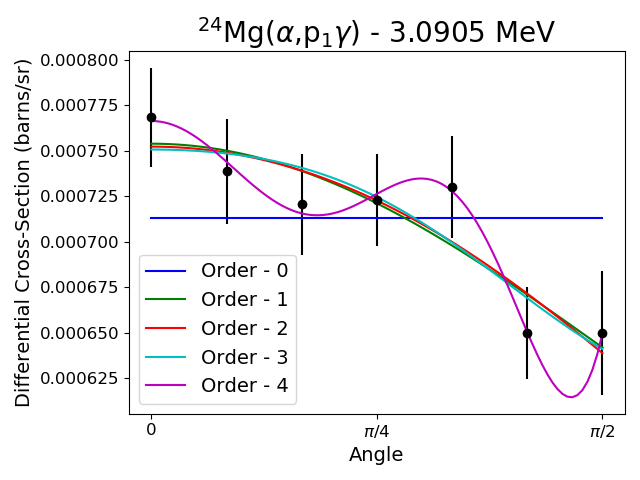 ²⁴Mg(α,p₁γ) - 3.0905 MeV
Differential Cross-Section (barns/sr)
0.000800
0.000775
0.000750
0.000725
0.000700
0.000675
0.000650
0.000625
Order - 0
Order - 1
Order - 2
Order - 3
Order - 4
0
π/4
π/2
Angle